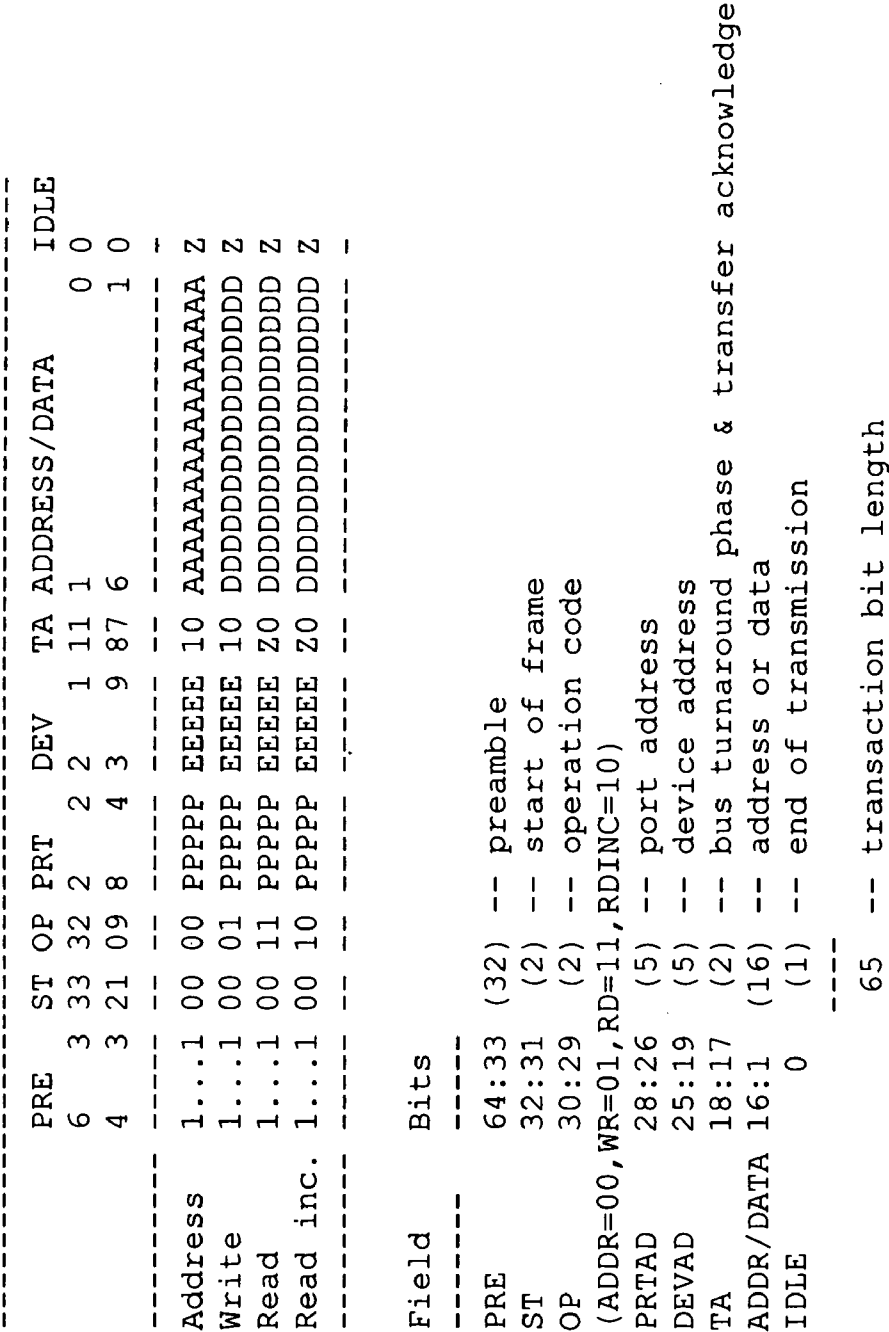 --------------------------------------------------------
PRE ST OP PRT DEV TA ADDRESS/DATA IDLE
6 3 33 32 2 2 2 1 11 1 0 0
4 3 21 09 8 4 3 9 87 6 1 0
---------- ----- -- -- ----- ----- -- ---------------- -
Address 1...1 00 00 PPPPP EEEEE 10 AAAAAAAAAAAAAAAA Z
Write 1...1 00 01 PPPPP EEEEE 10 DDDDDDDDDDDDDDDD Z
Read 1...1 00 11 PPPPP EEEEE Z0 DDDDDDDDDDDDDDDD Z
Read inc. 1...1 00 10 PPPPP EEEEE Z0 DDDDDDDDDDDDDDDD Z
---------- ----- -- -- ----- ----- -- ---------------- -
Field Bits
------ -----
PRE 64:33 (32) -- preamble
ST 32:31 (2) -- start of frame
OP 30:29 (2) -- operation code
(ADDR=00,WR=01,RD=11,RDINC=10)
PRTAD 28:26 (5) -- port address
DEVAD 25:19 (5) -- device address
TA 18:17 (2) -- bus turnaround phase & transfer acknowledge
ADDR/DATA 16:1 (16) -- address or data
IDLE 0 (1) -- end of transmission
----
65 -- transaction bit length